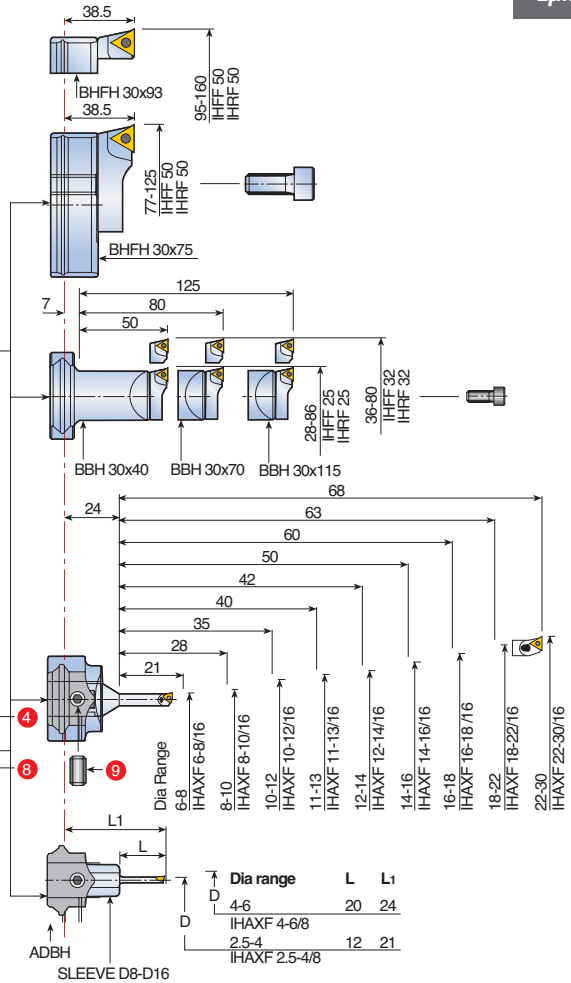 38.5
BHFH 30x93
95-160
IHFF 50
IHRF 50
38.5
77-125
IHFF 50
IHRF 50
BHFH 30x75
125
7
80
50
28-86
IHFF 25
IHRF 25
36-80
IHFF 32
IHRF 32
BBH 30x40
BBH 30x70
BBH 30x115
68
24
63
60
50
42
40
35
28
21
4
8
9
Dia Range
6-8
IHAXF 6-8/16
8-10
IHAXF 8-10/16
10-12
IHAXF 10-12/16
11-13
IHAXF 11-13/16
12-14
IHAXF 12-14/16
14-16
IHAXF 14-16/16
16-18
IHAXF 16-18 /16
18-22
IHAXF 18-22/16
22-30
IHAXF 22-30/16
L1
L
D
D
Dia range L L1
4-6 20 24
IHAXF 4-6/8
2.5-4 12 21
IHAXF 2.5-4/8
ADBH
SLEEVE D8-D16